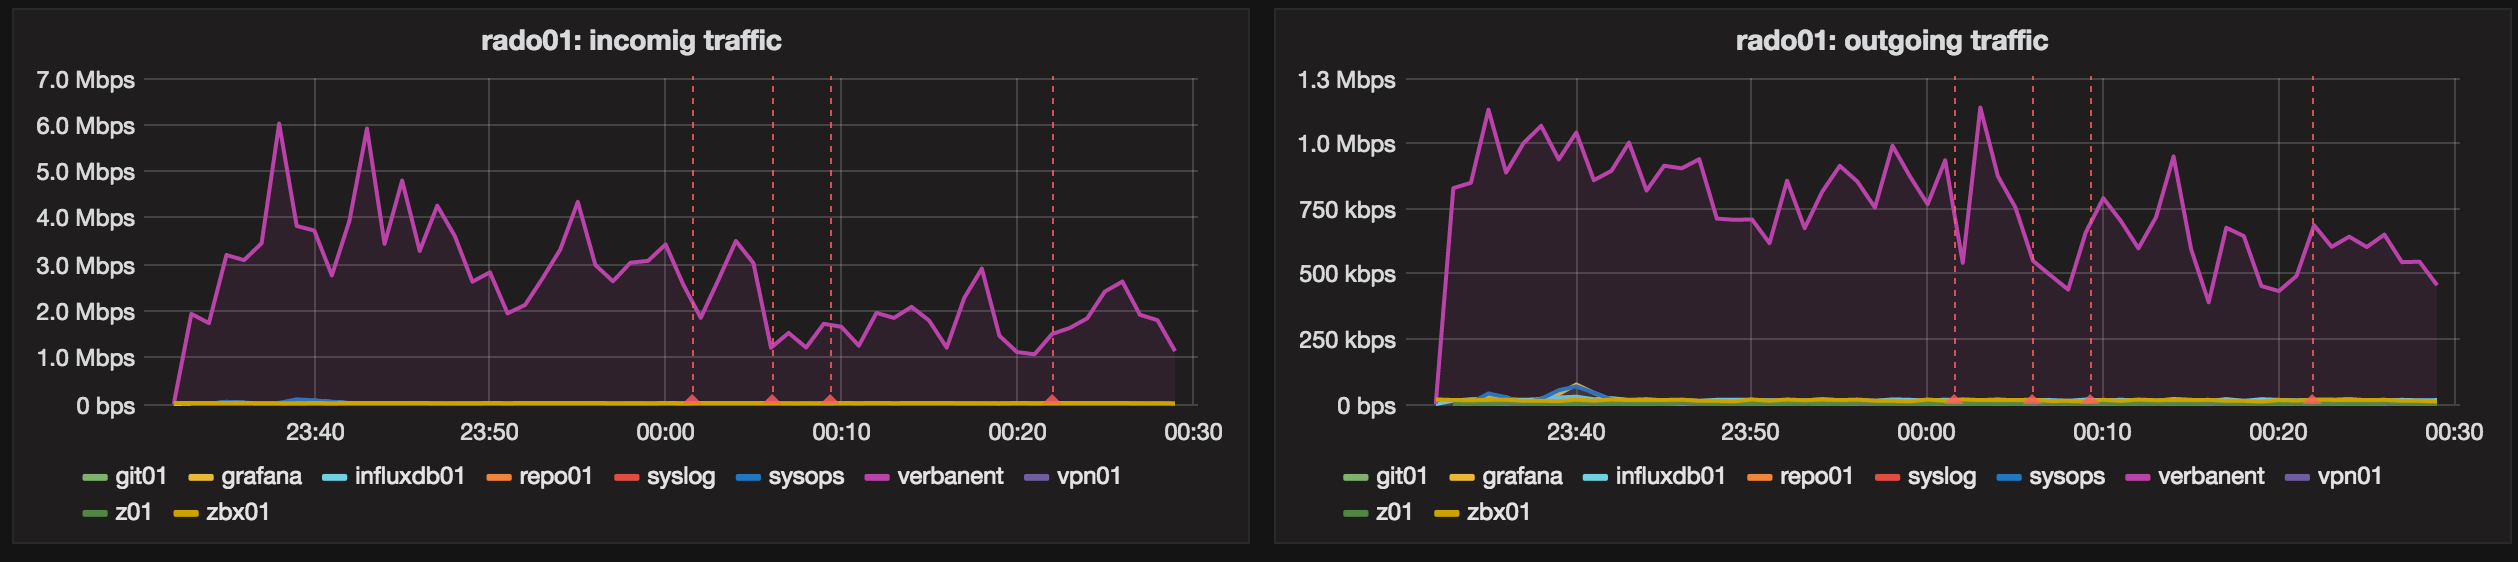 rado01: incomig traffic
7.0 Mbps
6.0 Mbps
5.0 Mbps
4.0 Mbps
3.0 Mbps
2.0 Mbps
1.0 Mbps
0 bps
23:40 23:50 00:00 00:10 00:20 00:30
git01 grafana influxdb01 repo01 syslog sysops verbanent vpn01
z01 zbx01
rado01: outgoing traffic
1.3 Mbps
1.0 Mbps
750 kbps
500 kbps
250 kbps
0 bps
23:40 23:50 00:00 00:10 00:20 00:30
git01 grafana influxdb01 repo01 syslog sysops verbanent vpn01
z01 zbx01